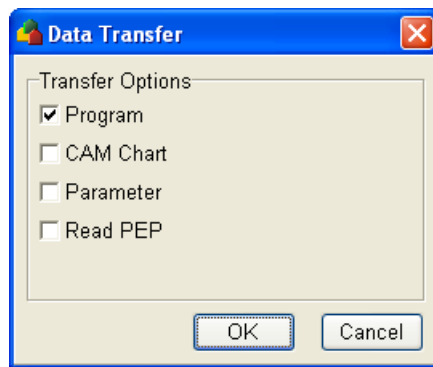 Data Transfer
Transfer Options
Program
CAM Chart
Parameter
Read PEP
OK Cancel